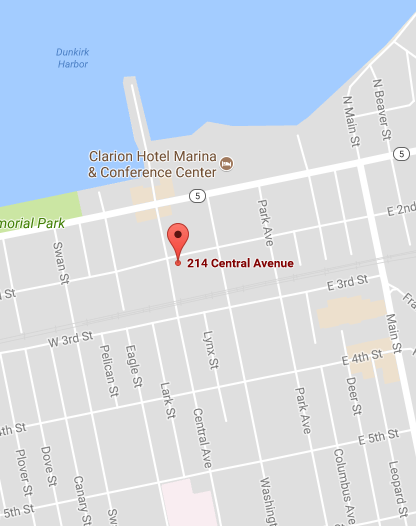 Dunkirk
Harbor
N Beaver St
N Main St
Clarion Hotel Marina
& Conference Center
5
5
morial Park
Park Ave
E 2nd
Swan St
214 Central Avenue
St
E 3rd St
Fra
W 3rd St
Main St
Lynx St
Pelican St
Eagle St
E 4th St
Lark St
Deer St
Park Ave
Central Ave
4th St
E 5th St
Plover St
Dove St
Canary St
Sw
Washing
Columbus Ave
Leopard St
5th St